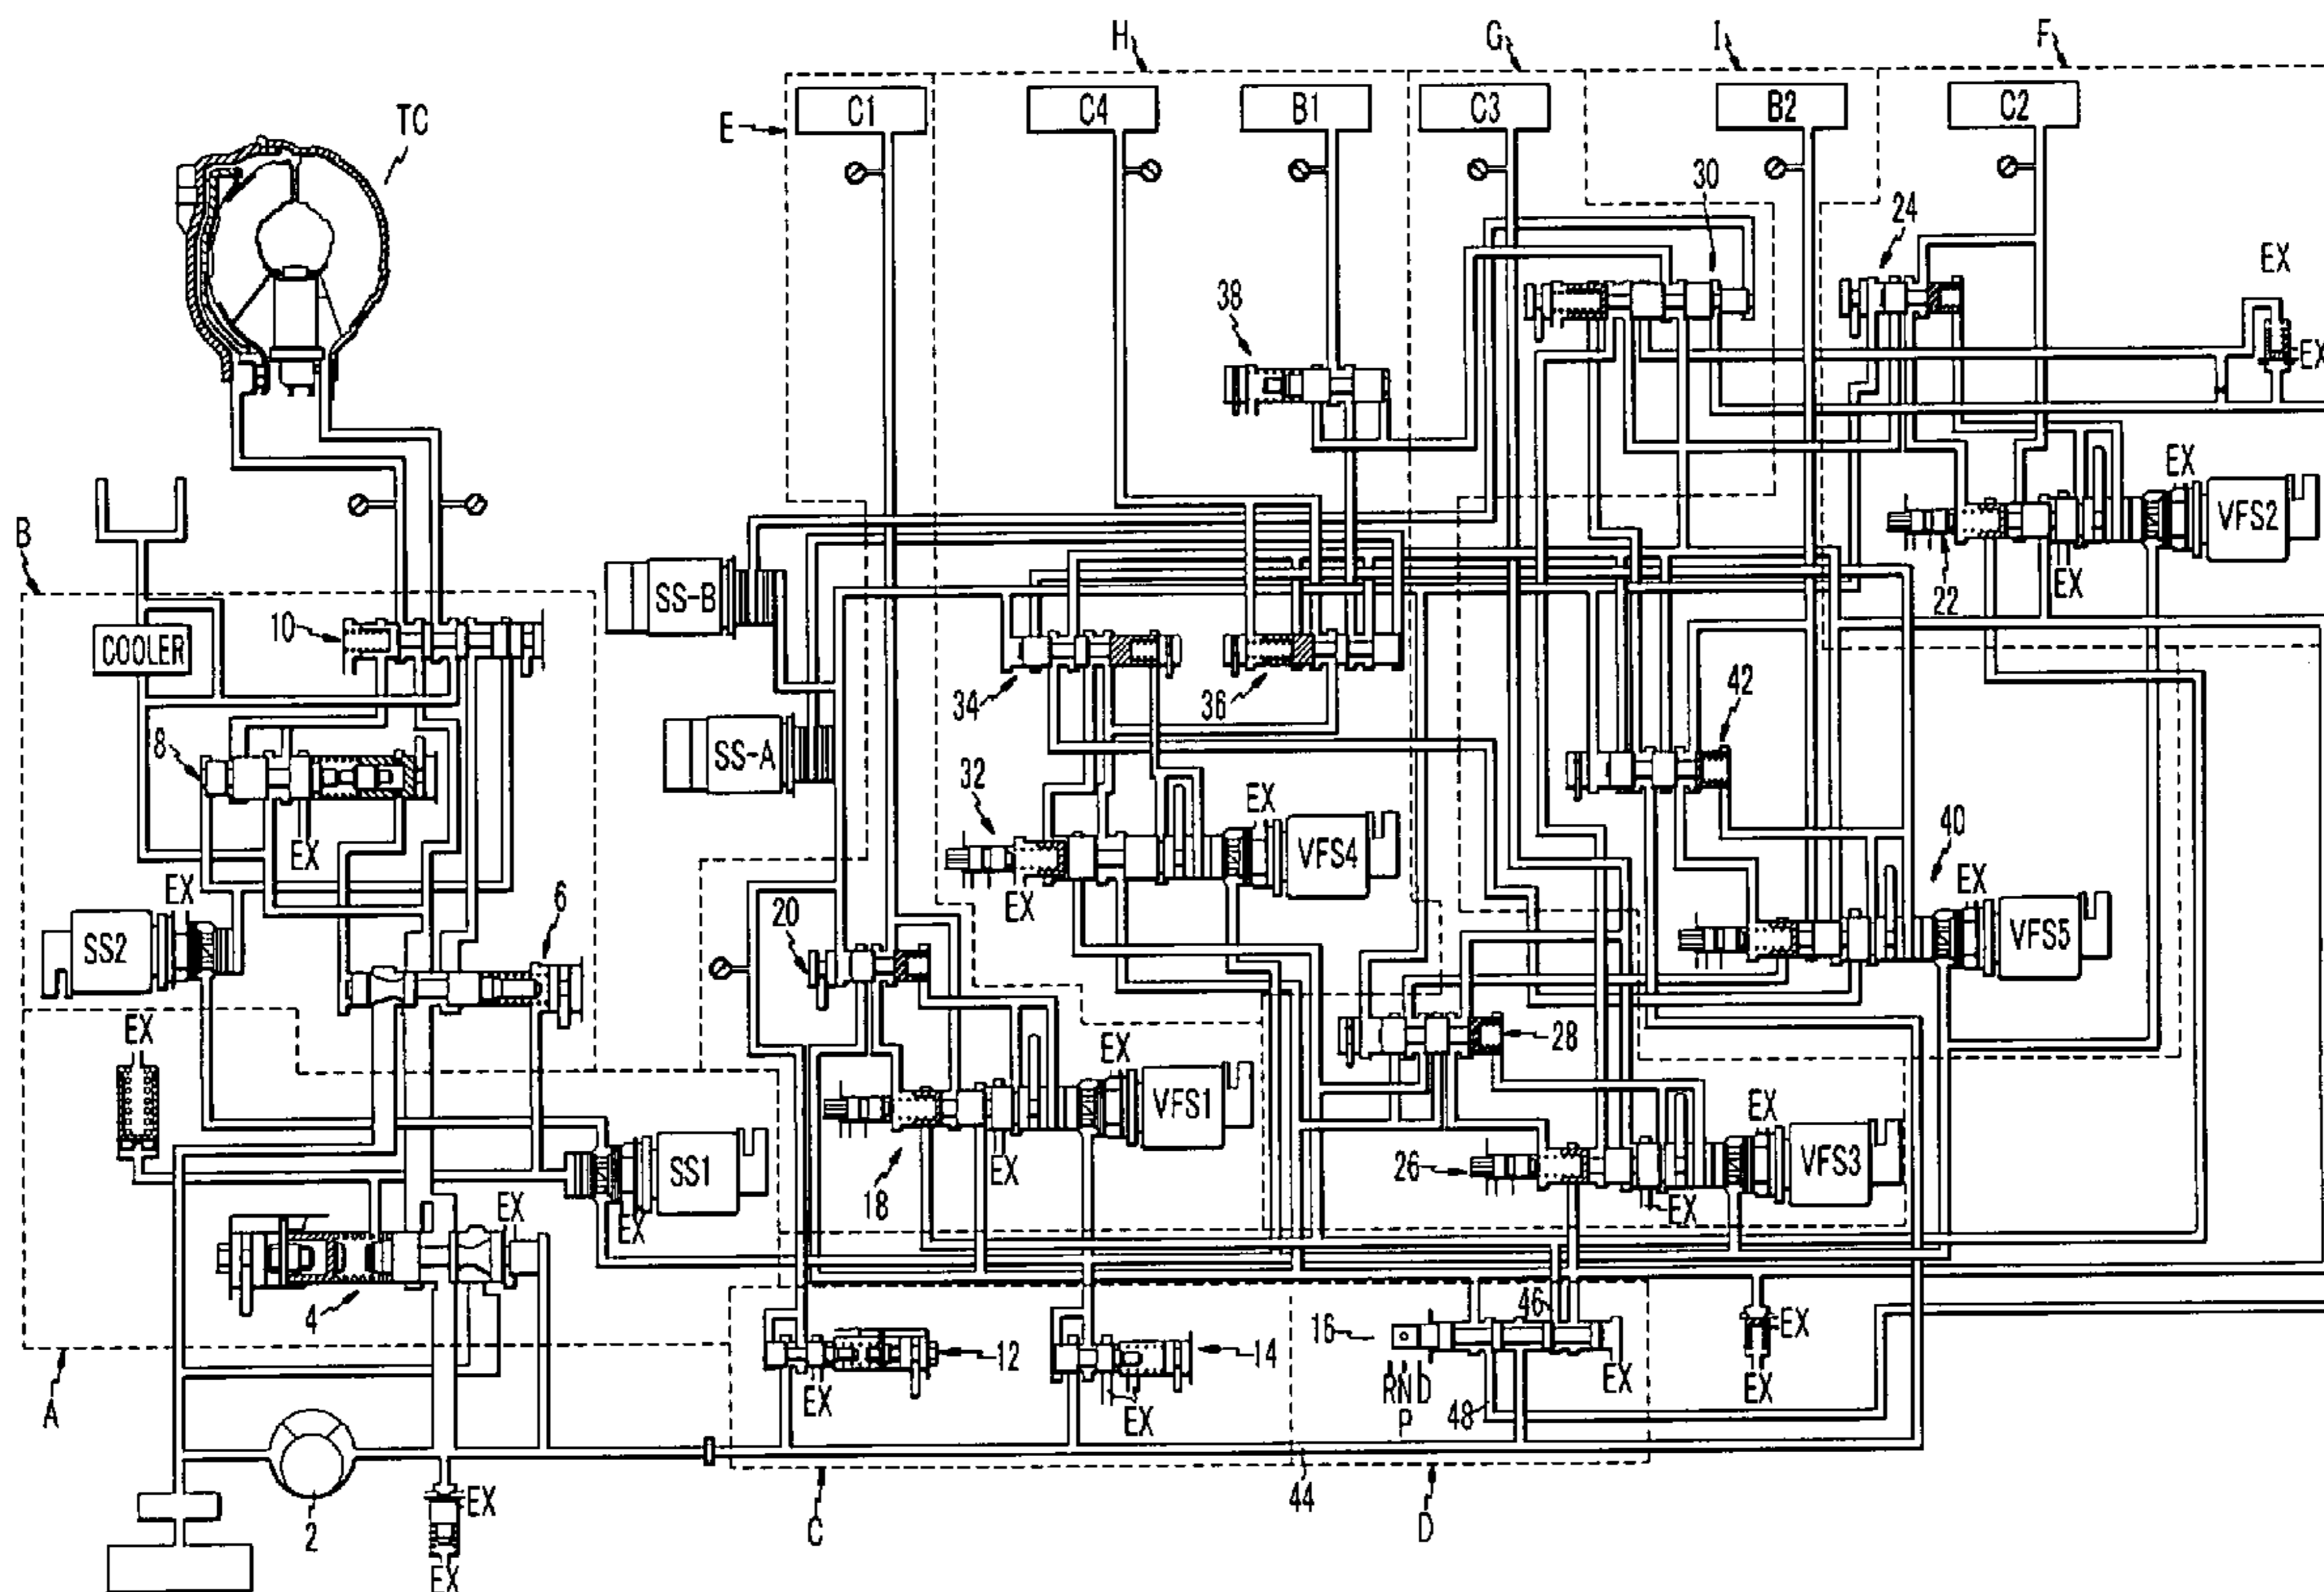 H
G
I
F
TC
E
C1
C4
B1
C3
B2
C2
30
24
EX
38
EX
EX
VFS2
B
SS-B
22
EX
10
COOLER
34
36
42
8
SS-A
32
EX
VFS4
40
EX
EX
EX
EX
6
20
VFS5
SS2
EX
28
EX
VFS1
EX
VFS3
SS1
EX
18
26
EX
EX
EX
4
46
16
12
14
EX
EX
EX
EX
RND
P
48
EX
A
44
EX
2
C
D
EX